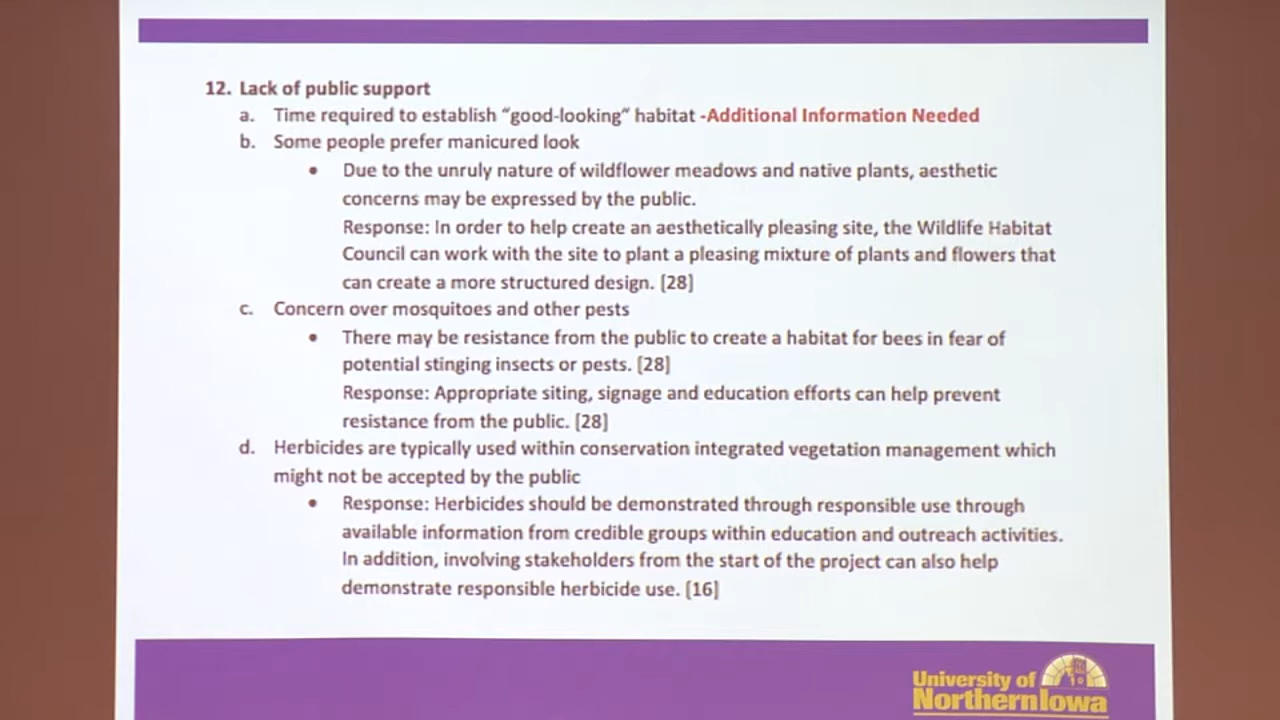 12. Lack of public support
a. Time required to establish “good-looking” habitat -Additional Information Needed
b. Some people prefer manicured look
• Due to the unruly nature of wildflower meadows and native plants, aesthetic
concerns may be expressed by the public.
Response: In order to help create an aesthetically pleasing site, the Wildlife Habitat
Council can work with the site to plant a pleasing mixture of plants and flowers that
can create a more structured design. [28]
c. Concern over mosquitoes and other pests
• There may be resistance from the public to create a habitat for bees in fear of
potential stinging insects or pests. [28]
Response: Appropriate siting, signage and education efforts can help prevent
resistance from the public. [28]
d. Herbicides are typically used within conservation integrated vegetation management which
might not be accepted by the public
• Response: Herbicides should be demonstrated through responsible use through
available information from credible groups within education and outreach activities.
In addition, involving stakeholders from the start of the project can also help
demonstrate responsible herbicide use. [16]
University of
NorthernIowa